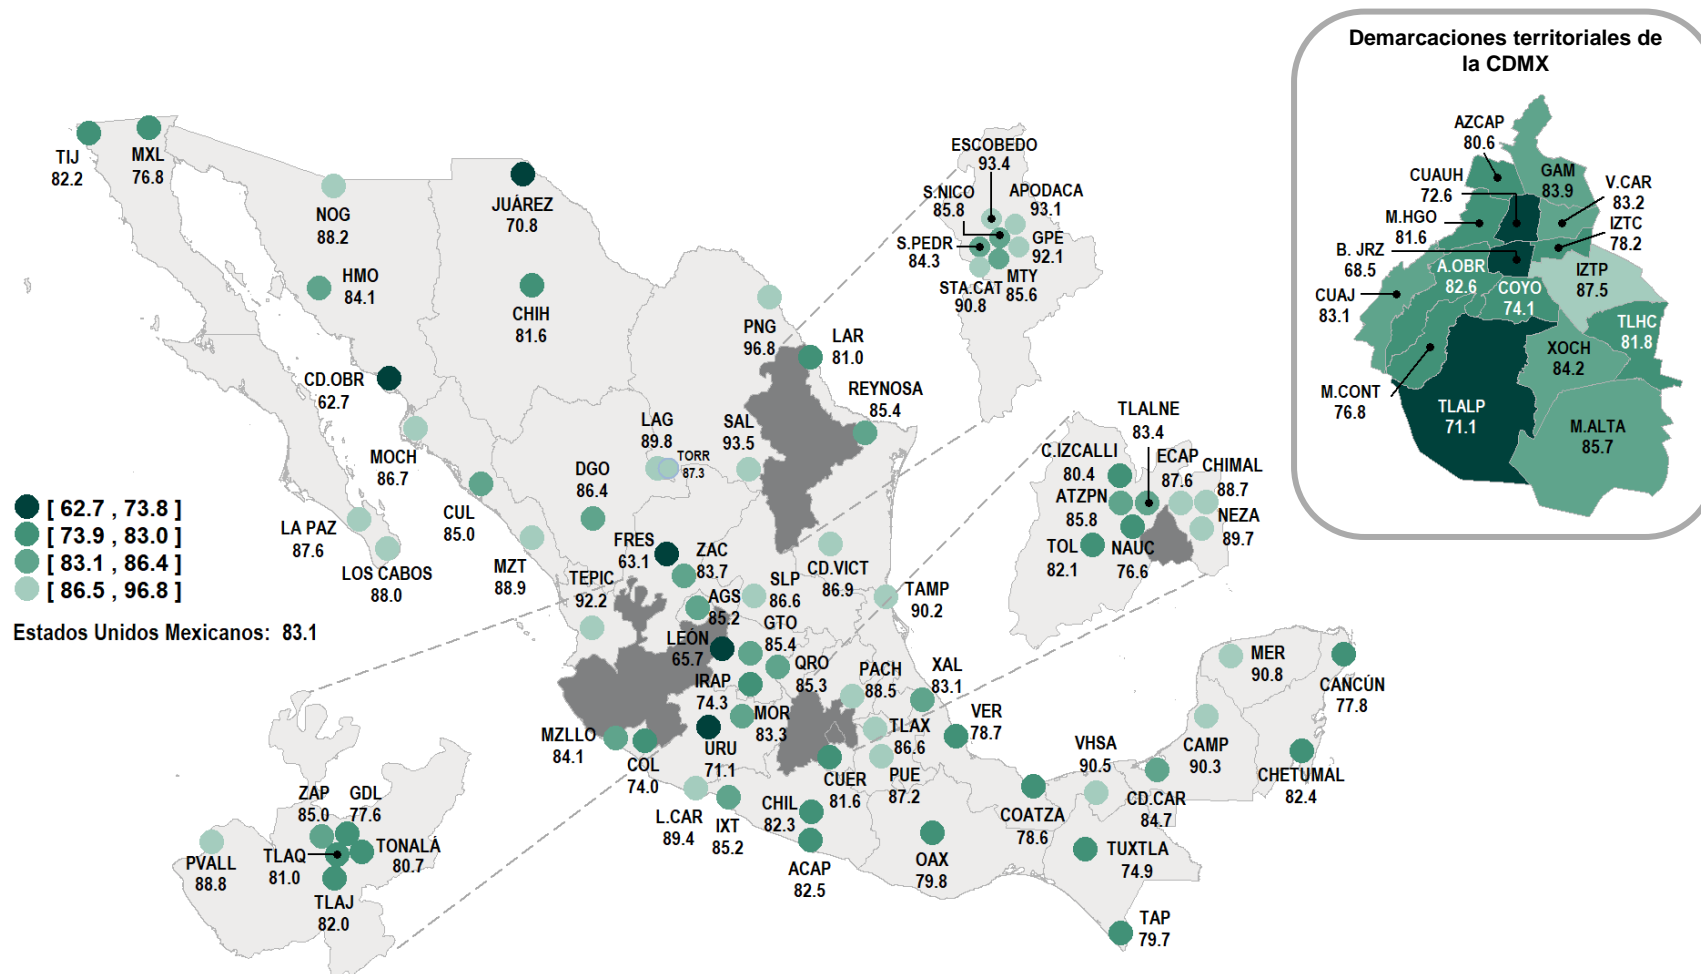 Demarcaciones territoriales de
la CDMX
AZCAP
80.6
CUAUH
72.6
GAM
83.9
V.CAR
83.2
M.HGO
81.6
IZTC
78.2
B. JRZ
68.5
A.OBR
82.6
IZTP
87.5
CUAJ
83.1
COYO
74.1
TLHC
81.8
XOCH
84.2
M.CONT
76.8
TLALP
71.1
M.ALTA
85.7
TIJ
82.2
MXL
76.8
NOG
88.2
JUÁREZ
70.8
HMO
84.1
CHIH
81.6
CD.OBR
62.7
MOCH
86.7
PNG
96.8
LAR
81.0
REYNOSA
85.4
LAG
89.8
TORR
87.3
SAL
93.5
DGO
86.4
CUL
85.0
LA PAZ
87.6
LOS CABOS
88.0
MZT
88.9
ESCOBEDO
93.4
S.NICO
85.8
APODACA
93.1
S.PEDR
84.3
GPE
92.1
STA.CAT
90.8
MTY
85.6
TLALNE
83.4
C.IZCALLI
80.4
ECAP
87.6
CHIMAL
88.7
ATZPN
85.8
NEZA
89.7
TOL
82.1
NAUC
76.6
[ 62.7 , 73.8 ]
[ 73.9 , 83.0 ]
[ 83.1 , 86.4 ]
[ 86.5 , 96.8 ]
Estados Unidos Mexicanos: 83.1
FRES
63.1
ZAC
83.7
TEPIC
92.2
AGS
85.2
SLP
86.6
CD.VICT
86.9
TAMP
90.2
LEÓN
65.7
GTO
85.4
IRAP
74.3
QRO
85.3
PACH
88.5
XAL
83.1
MOR
83.3
TLAX
86.6
VER
78.7
MZLLO
84.1
COL
74.0
URU
71.1
CUER
81.6
PUE
87.2
L.CAR
89.4
IXT
85.2
CHIL
82.3
ACAP
82.5
OAX
79.8
COATZA
78.6
VHSA
90.5
CD.CAR
84.7
CAMP
90.3
MER
90.8
CANCÚN
77.8
CHETUMAL
82.4
TUXTLA
74.9
TAP
79.7
ZAP
85.0
GDL
77.6
PVALL
88.8
TLAQ
81.0
TONALÁ
80.7
TLAJ
82.0